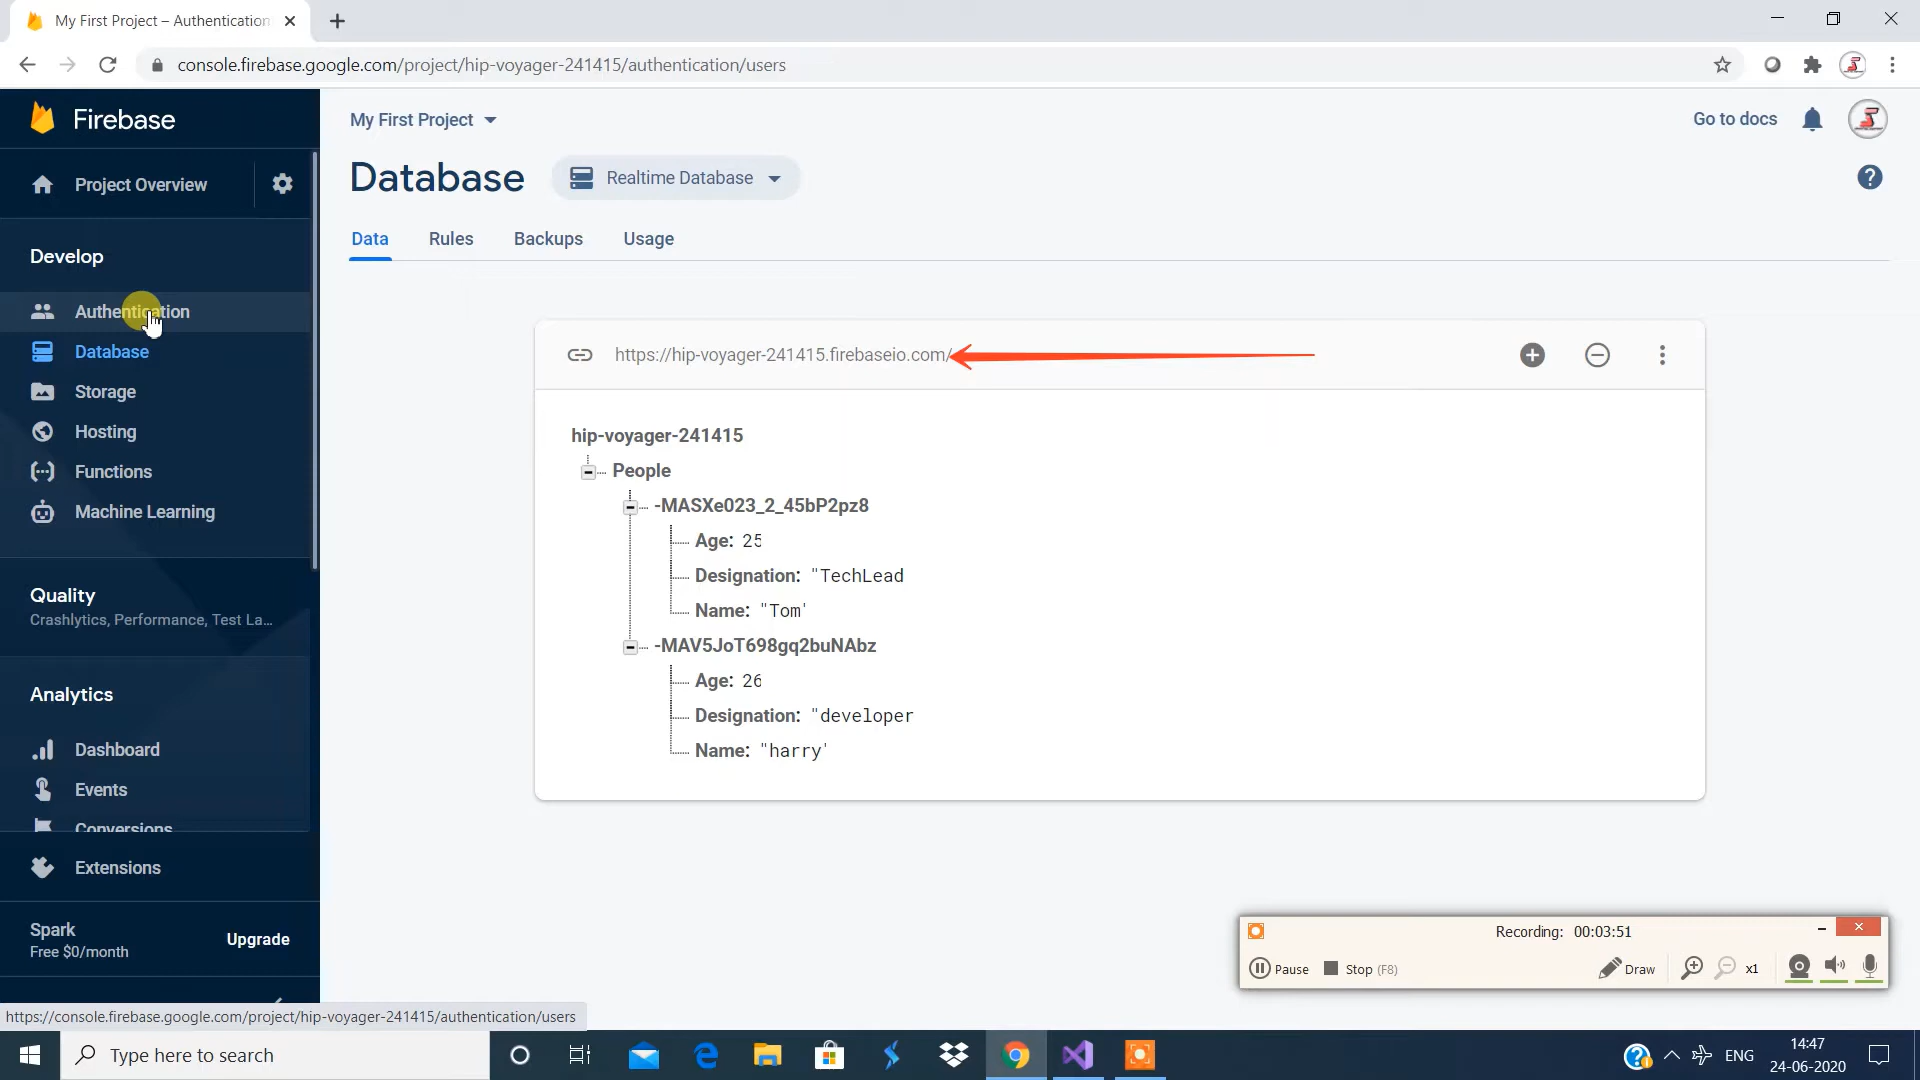 My First Project – Authentication
console.firebase.google.com/project/hip-voyager-241415/authentication/users
Firebase
My First Project
Go to docs
Project Overview
Database
Realtime Database
Data
Rules
Backups
Usage
Develop
Authentication
Database
Storage
Hosting
Functions
Machine Learning
https://hip-voyager-241415.firebaseio.com/
hip-voyager-241415
People
-MASXe023_2_45bP2pz8
Age: 25
Designation: "TechLead
Name: "Tom'
-MAV5JoT698gq2buNAbz
Age: 26
Designation: "developer
Name: "harry'
Quality
Crashlytics, Performance, Test La...
Analytics
Dashboard
Events
Conversions
Extensions
Spark
Free $0/month
Upgrade
Recording: 00:03:51
Pause
Stop (F8)
Draw
x1
https://console.firebase.google.com/project/hip-voyager-241415/authentication/users
Type here to search
ENG
14:47
24-06-2020